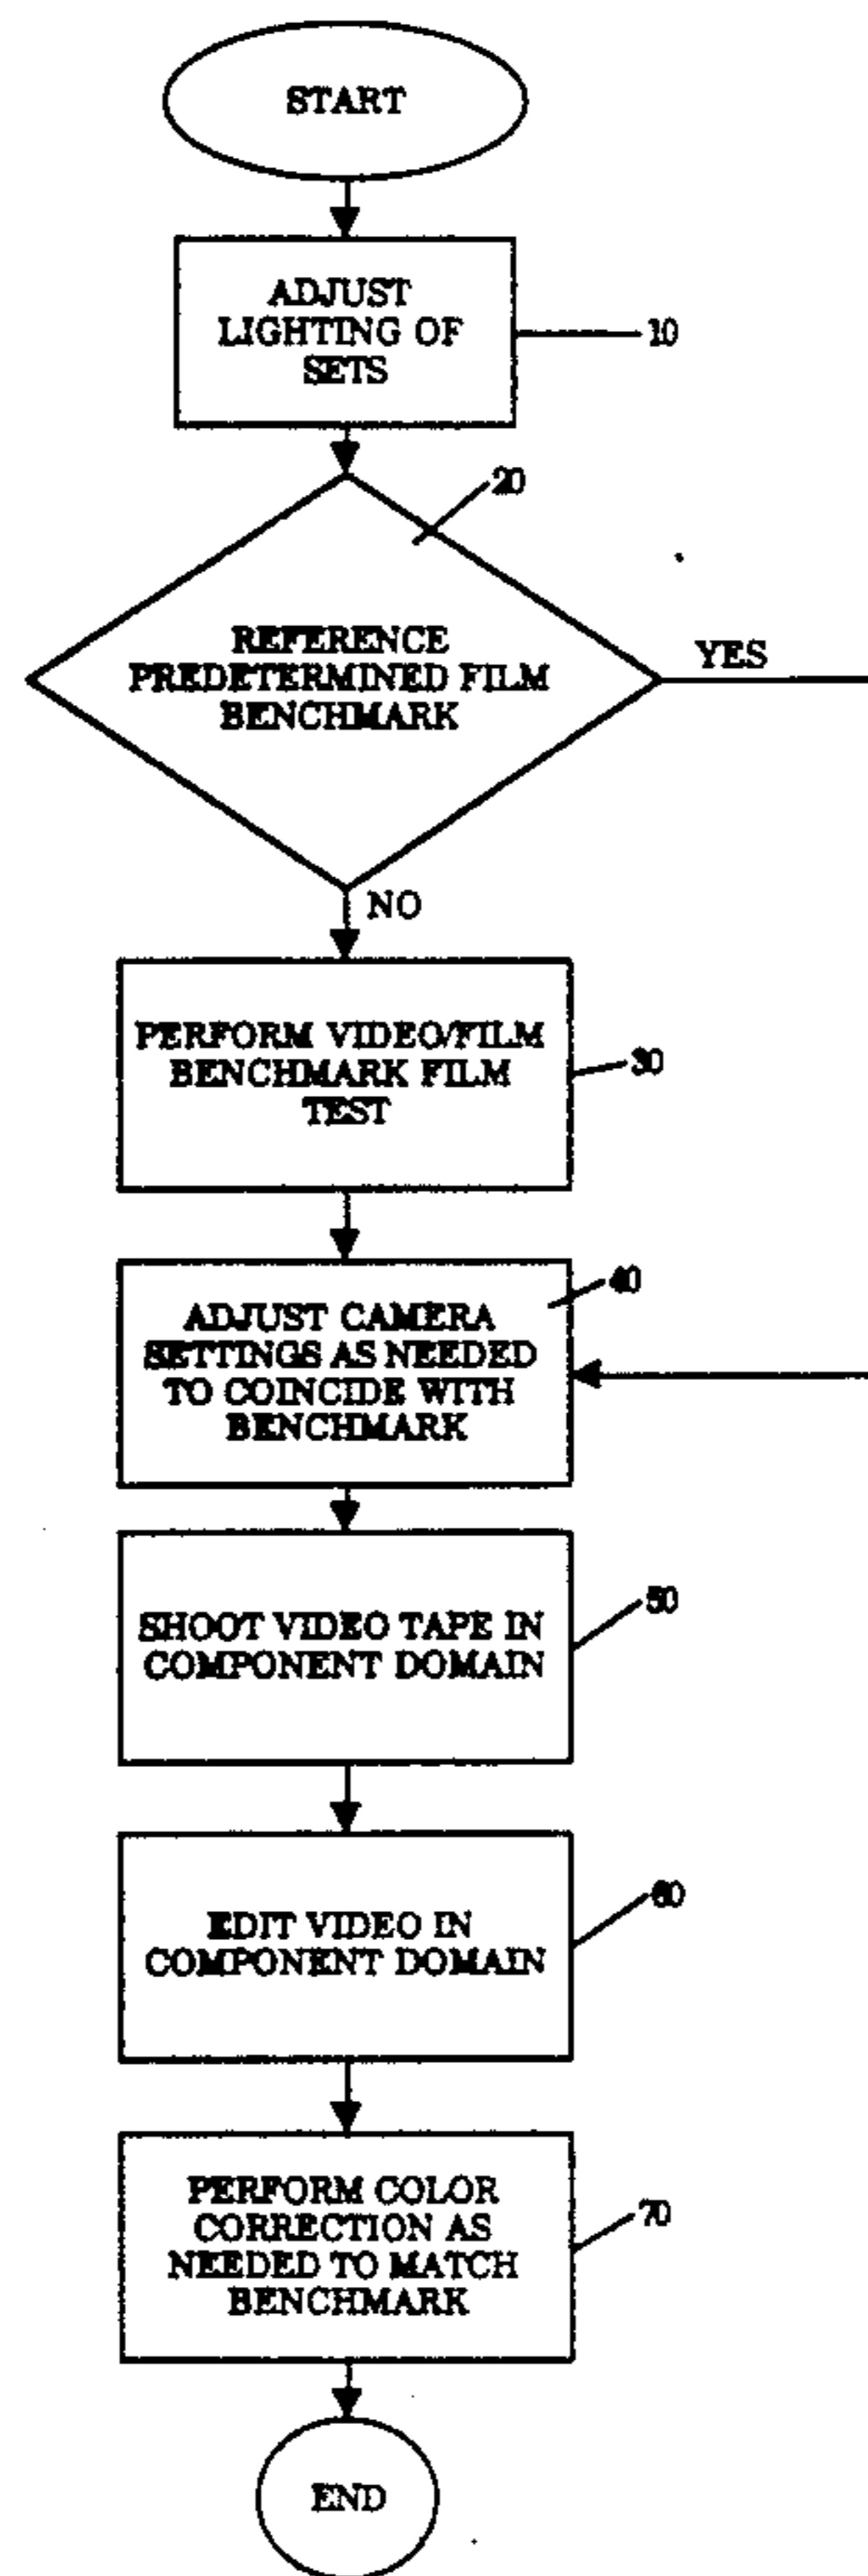 START
ADJUST
LIGHTING OF
SETS
10
20
REFERENCE
PREDETERMINED FILM
BENCHMARK
YES
NO
PERFORM VIDEO/FILM
BENCHMARK FILM
TEST
30
ADJUST CAMERA
SETTINGS AS NEEDED
TO COINCIDE WITH
BENCHMARK
40
SHOOT VIDEO TAPE IN
COMPONENT DOMAIN
50
EDIT VIDEO IN
COMPONENT DOMAIN
60
PERFORM COLOR
CORRECTION AS
NEEDED TO MATCH
BENCHMARK
70
END